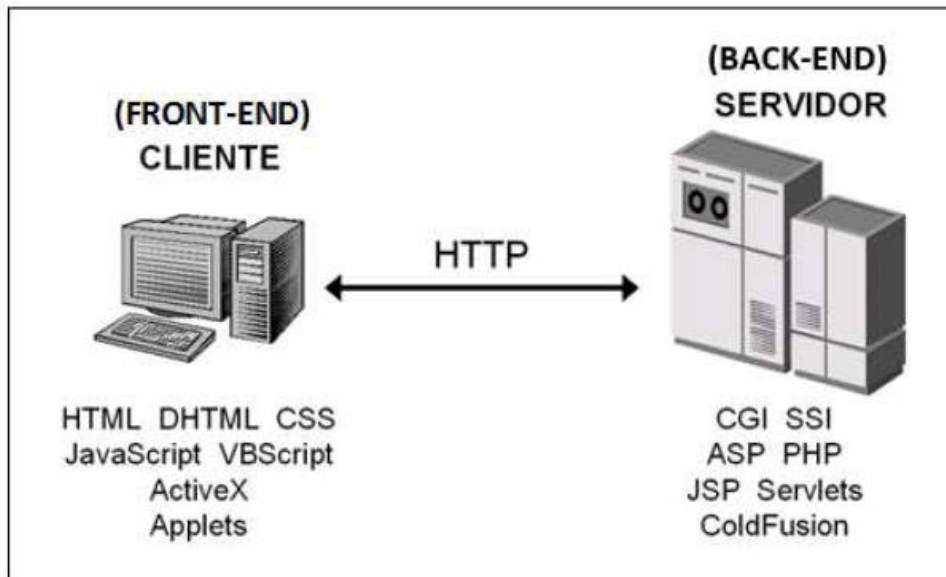 (FRONT-END)
CLIENTE
HTTP
(BACK-END)
SERVIDOR
HTML DHTML CSS
JavaScript VBScript
ActiveX
Applets
CGI SSI
ASP PHP
JSP Servlets
ColdFusion